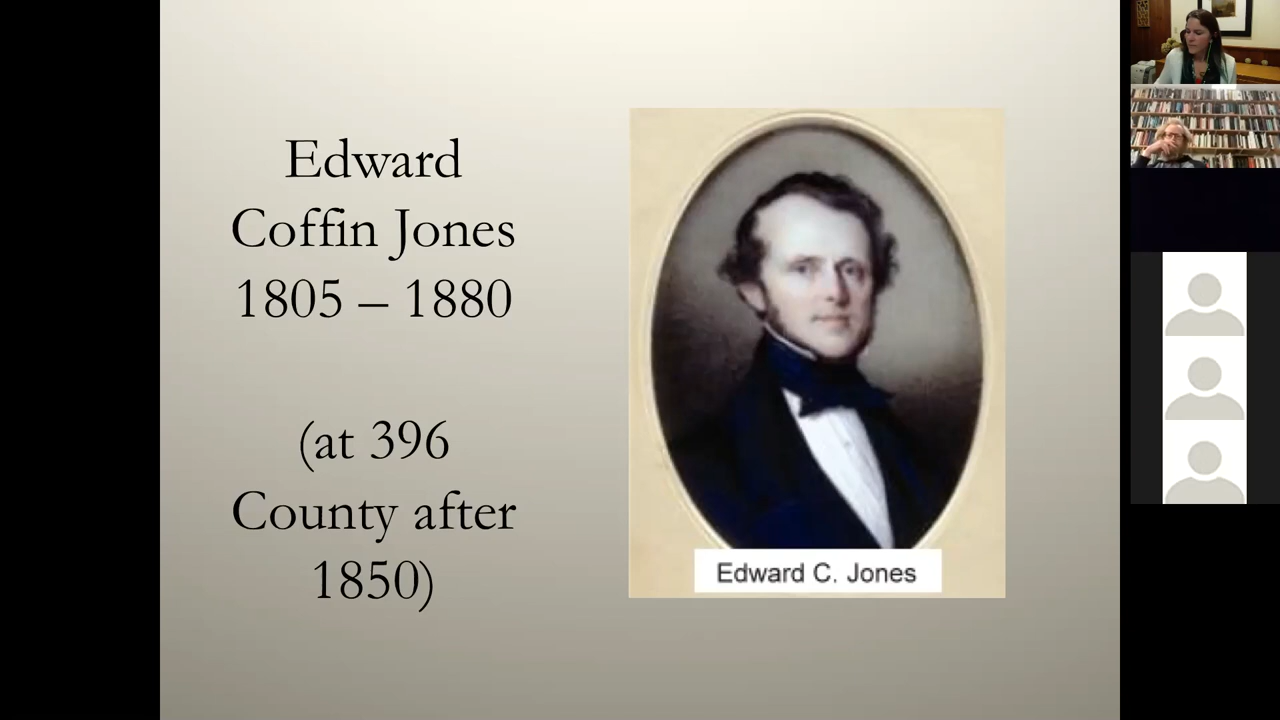 Edward
Coffin Jones
1805 – 1880
(at 396
County after
1850)
Edward C. Jones